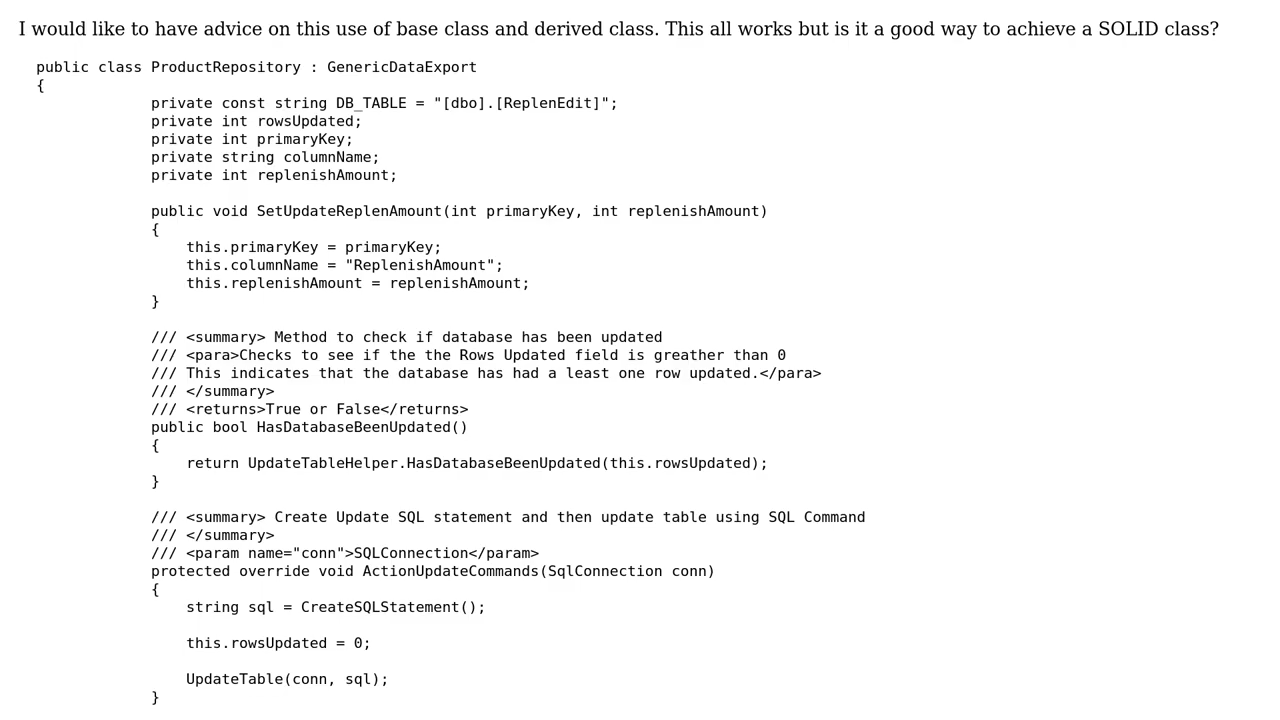 I would like to have advice on this use of base class and derived class. This all works but is it a good way to achieve a SOLID class?
public class ProductRepository : GenericDataExport
{
private const string DB_TABLE = "[dbo].[ReplenEdit]";
private int rowsUpdated;
private int primaryKey;
private string columnName;
private int replenishAmount;
public void SetUpdateReplenAmount(int primaryKey, int replenishAmount)
{
this.primaryKey = primaryKey;
this.columnName = "ReplenishAmount";
this.replenishAmount = replenishAmount;
}
/// <summary> Method to check if database has been updated
/// <para>Checks to see if the the Rows Updated field is greather than 0
/// This indicates that the database has had a least one row updated.</para>
/// </summary>
/// <returns>True or False</returns>
public bool HasDatabaseBeenUpdated()
{
return UpdateTableHelper.HasDatabaseBeenUpdated(this.rowsUpdated);
}
/// <summary> Create Update SQL statement and then update table using SQL Command
/// </summary>
/// <param name="conn">SQLConnection</param>
protected override void ActionUpdateCommands(SqlConnection conn)
{
string sql = CreateSQLStatement();
this.rowsUpdated = 0;
UpdateTable(conn, sql);
}